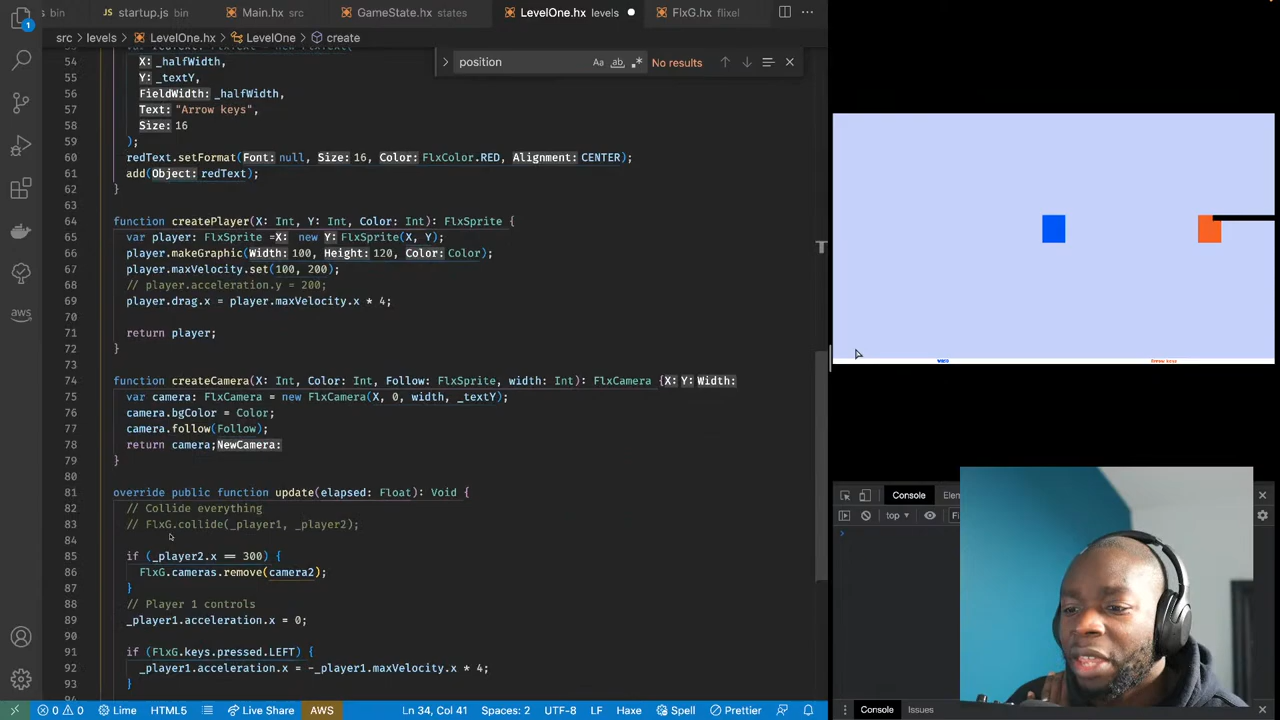 bin startup.js bin Main.hx src GameState.hx states LevelOne.hx levels FlxG.hx flixel
src levels LevelOne.hx LevelOne create
position Aa ab No results
54 X: _halfWidth,
55 Y: _textY,
56 FieldWidth: _halfWidth,
57 Text: "Arrow keys",
58 Size: 16
59 );
60 redText.setFormat(Font: null, Size: 16, Color: FlxColor.RED, Alignment: CENTER);
61 add(Object: redText);
62 }
63
64 function createPlayer(X: Int, Y: Int, Color: Int): FlxSprite {
65 var player: FlxSprite =X: new Y: FlxSprite(X, Y);
66 player.makeGraphic(Width: 100, Height: 120, Color: Color);
67 player.maxVelocity.set(100, 200);
68 // player.acceleration.y = 200;
69 player.drag.x = player.maxVelocity.x * 4;
70
71 return player;
72 }
73
74 function createCamera(X: Int, Color: Int, Follow: FlxSprite, width: Int): FlxCamera {X: Y: Width:
75 var camera: FlxCamera = new FlxCamera(X, 0, width, _textY);
76 camera.bgColor = Color;
77 camera.follow(Follow);
78 return camera;NewCamera:
79 }
80
81 override public function update(elapsed: Float): Void {
82 // Collide everything
83 // FlxG.collide(_player1, _player2);
84
85 if (_player2.x == 300) {
86 FlxG.cameras.remove(camera2);
87 }
88 // Player 1 controls
89 _player1.acceleration.x = 0;
90
91 if (FlxG.keys.pressed.LEFT) {
92 _player1.acceleration.x = -_player1.maxVelocity.x * 4;
93 }
aws
1
0 0 Lime HTML5 Live Share AWS Ln 34, Col 41 Spaces: 2 UTF-8 LF Haxe Spell Prettier
Arrow keys
Console Elem
top Fi
Console Issues